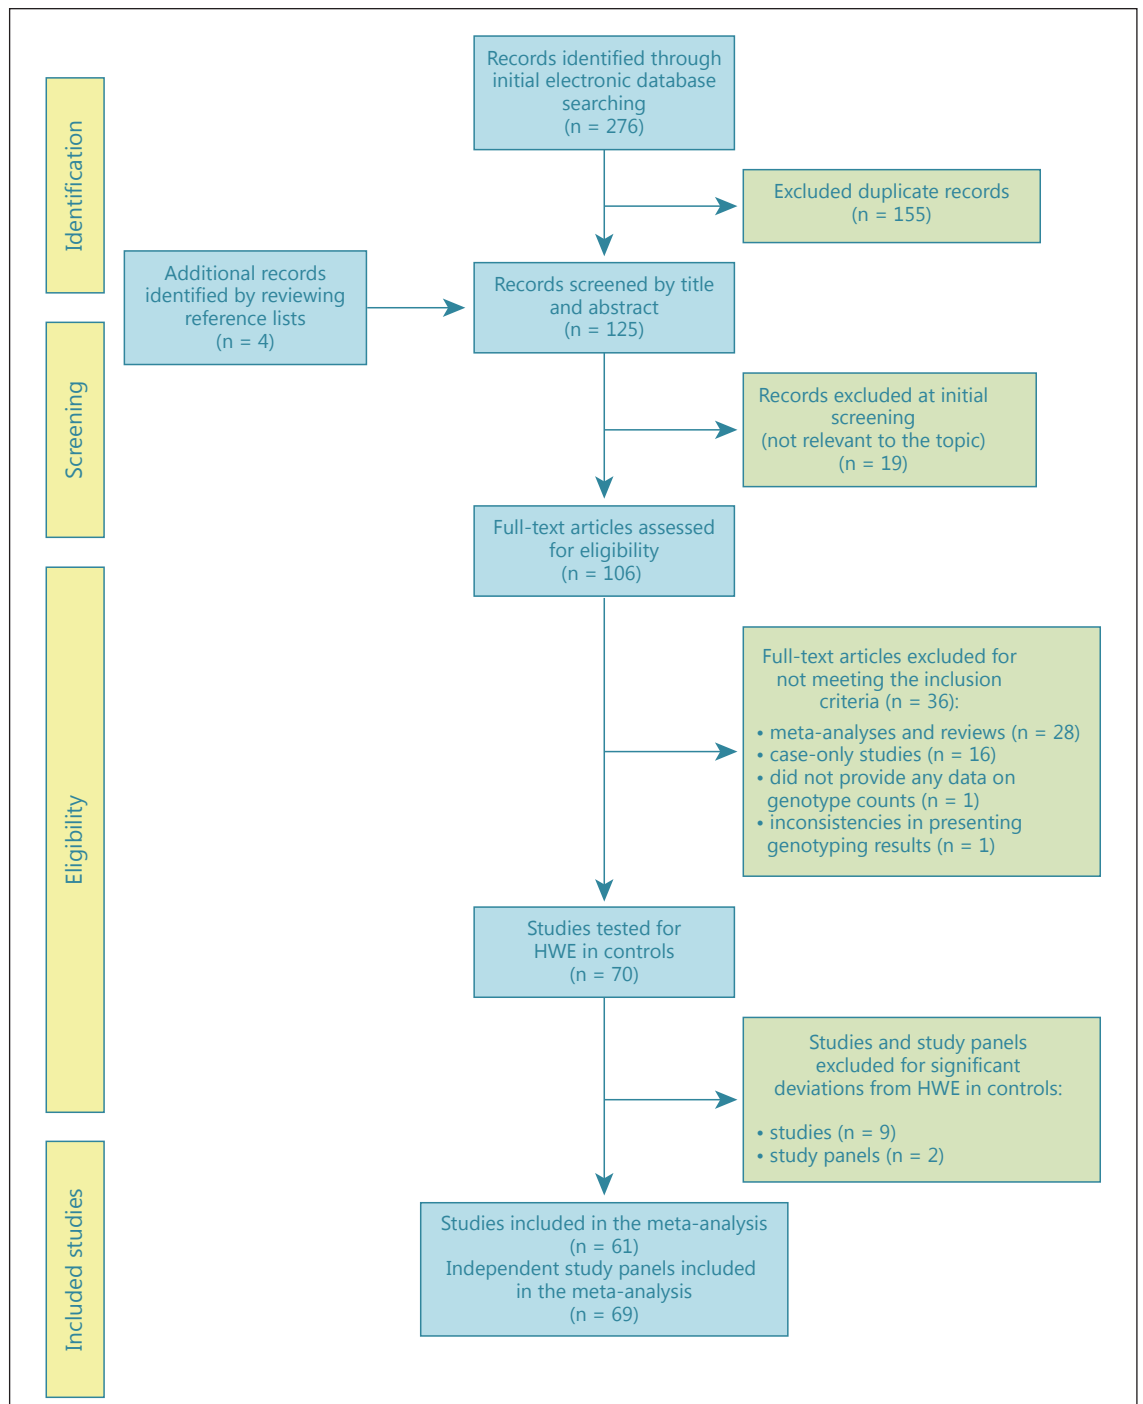 Identification
Records identified through
initial electronic database
searching
(n = 276)
Excluded duplicate records
(n = 155)
Additional records
identified by reviewing
reference lists
(n = 4)
Records screened by title
and abstract
(n = 125)
Screening
Records excluded at initial
screening
(not relevant to the topic)
(n = 19)
Full-text articles assessed
for eligibility
(n = 106)
Eligibility
Full-text articles excluded for
not meeting the inclusion
criteria (n = 36):
• meta-analyses and reviews (n = 28)
• case-only studies (n = 16)
• did not provide any data on
genotype counts (n = 1)
• inconsistencies in presenting
genotyping results (n = 1)
Studies tested for
HWE in controls
(n = 70)
Studies and study panels
excluded for significant
deviations from HWE in controls:
• studies (n = 9)
• study panels (n = 2)
Included studies
Studies included in the meta-analysis
(n = 61)
Independent study panels included
in the meta-analysis
(n = 69)